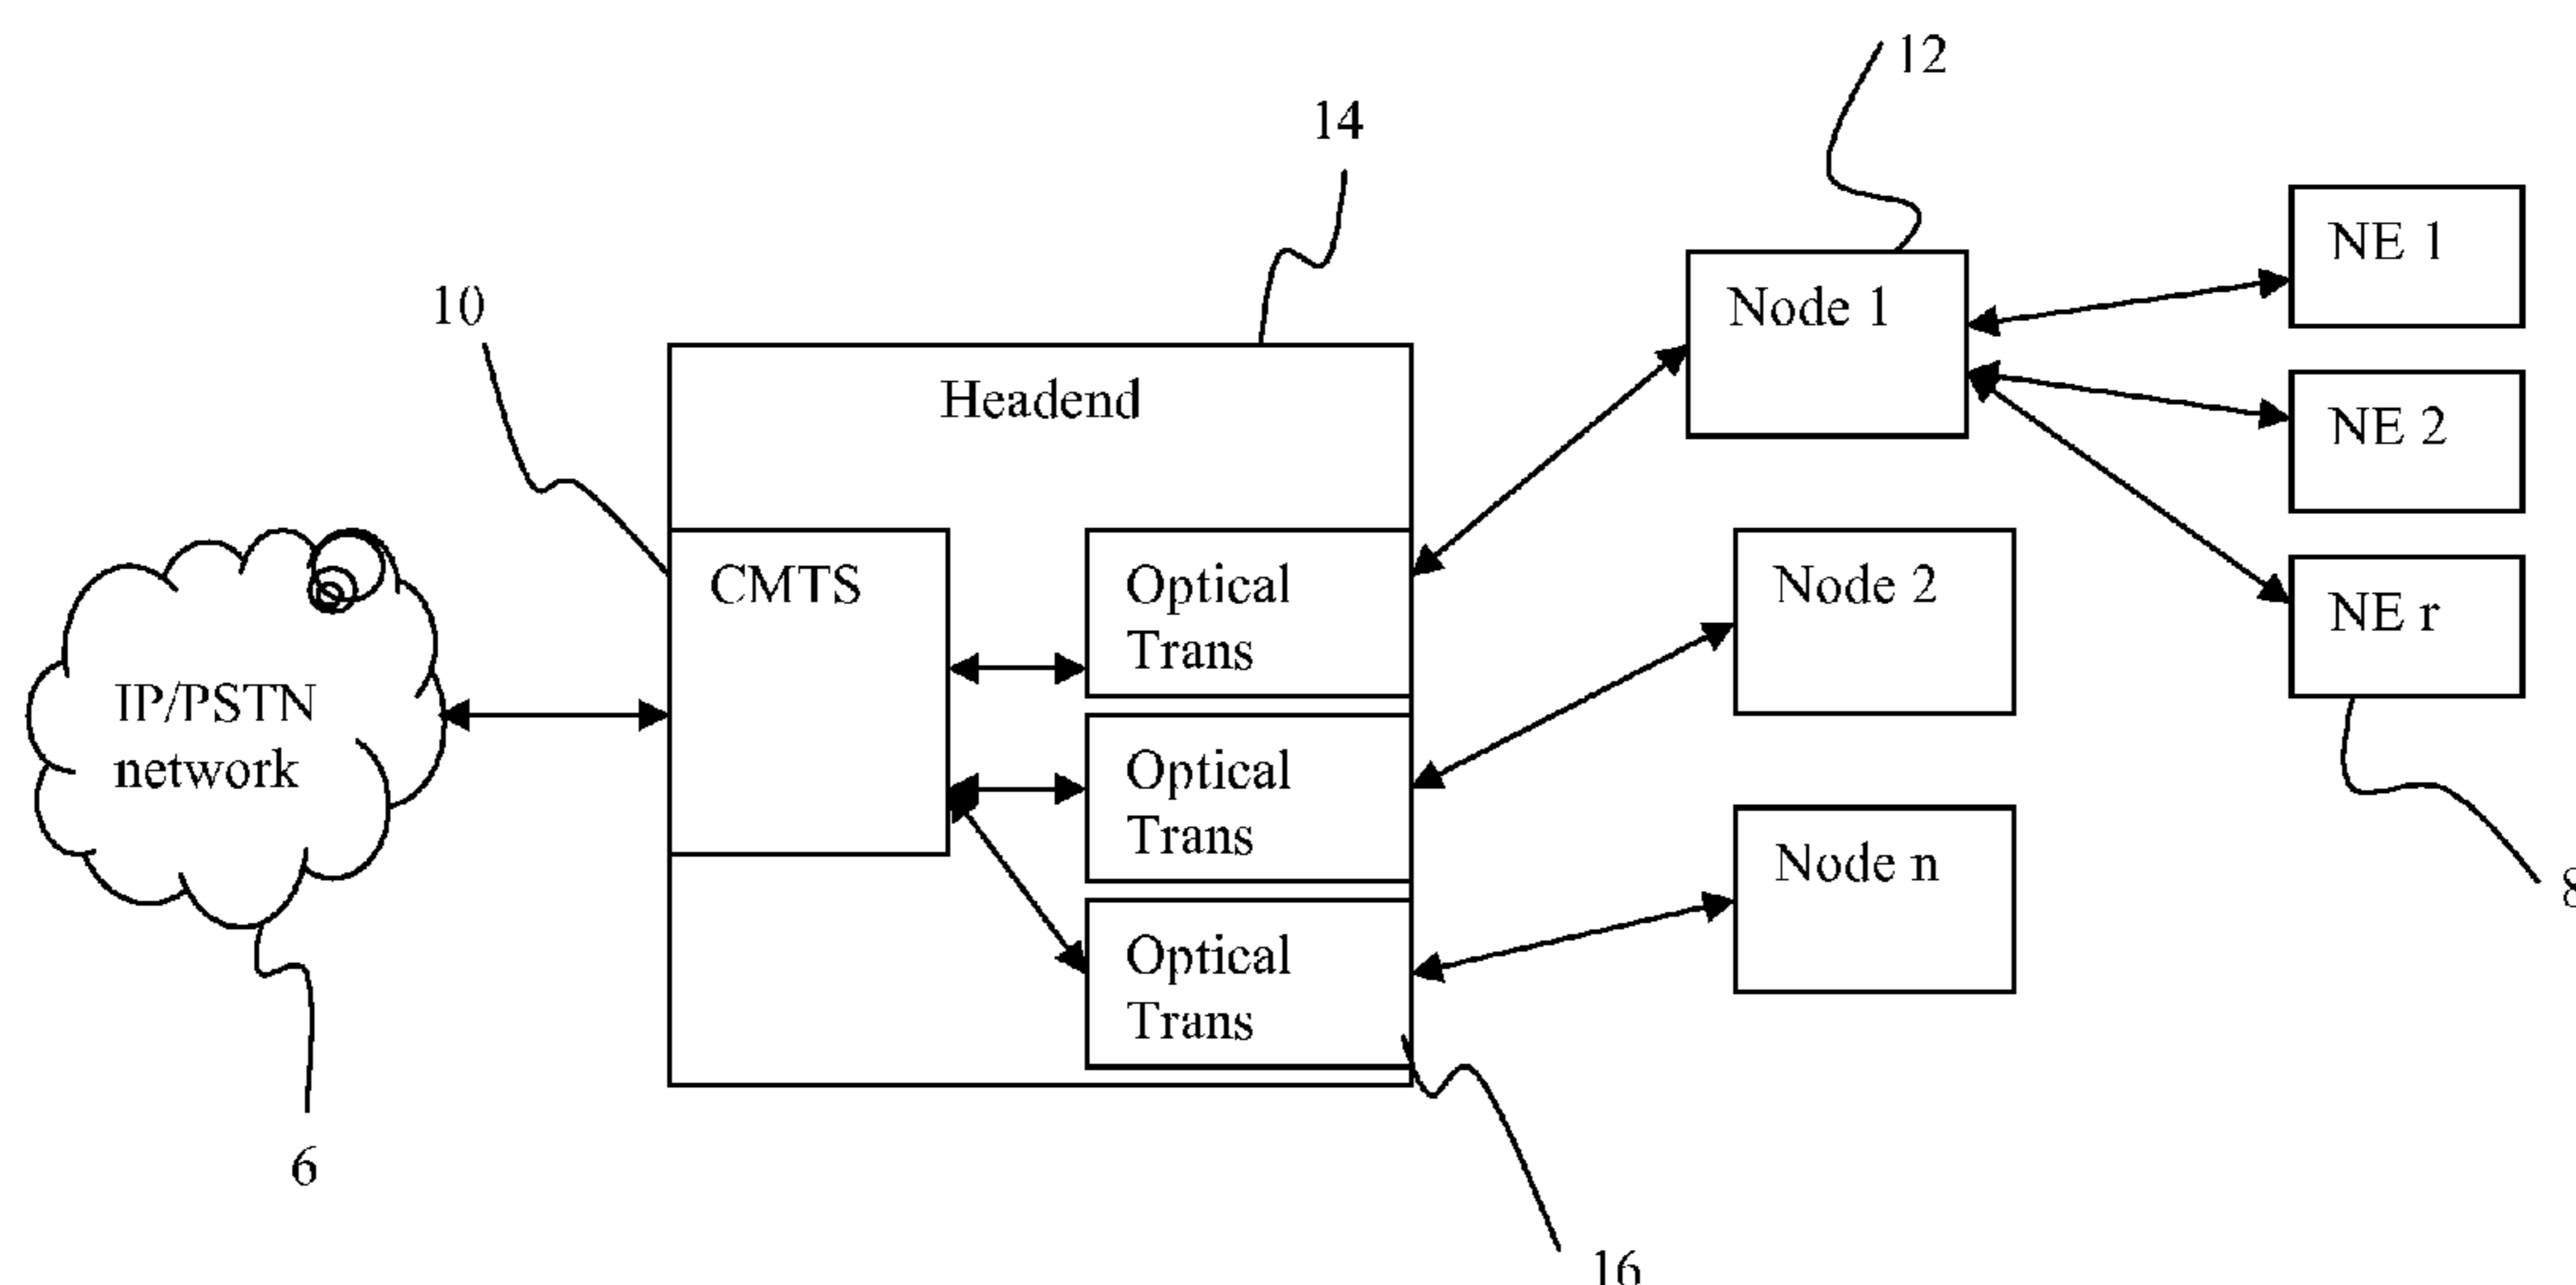 12
14
10
NE 1
Node 1
Headend
NE 2
CMTS
Optical
Trans
Node 2
NE r
IP/PSTN
network
Optical
Trans
Node n
8
Optical
Trans
6
16